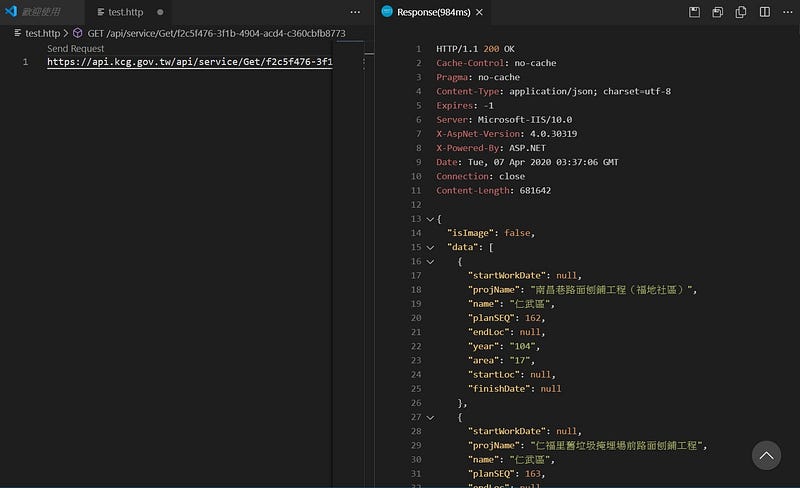 歡迎使用
test.http
test.http > GET /api/service/Get/f2c5f476-3f1b-4904-acd4-c360cbfb8773
Send Request
1 https://api.kcg.gov.tw/api/service/Get/f2c5f476-3f1
Response(984ms)
1 HTTP/1.1 200 OK
2 Cache-Control: no-cache
3 Pragma: no-cache
4 Content-Type: application/json; charset=utf-8
5 Expires: -1
6 Server: Microsoft-IIS/10.0
7 X-AspNet-Version: 4.0.30319
8 X-Powered-By: ASP.NET
9 Date: Tue, 07 Apr 2020 03:37:06 GMT
10 Connection: close
11 Content-Length: 681642
12
13 {
14 "isImage": false,
15 "data": [
16 {
17 "startWorkDate": null,
18 "projName": "南昌巷路面刨鋪工程（福地社區）",
19 "name": "仁武區",
20 "planSEQ": 162,
21 "endLoc": null,
22 "year": "104",
23 "area": "17",
24 "startLoc": null,
25 "finishDate": null
26 },
27 {
28 "startWorkDate": null,
29 "projName": "仁福里舊垃圾掩埋場前路面刨鋪工程",
30 "name": "仁武區",
31 "planSEQ": 163,
32 "endLoc": null